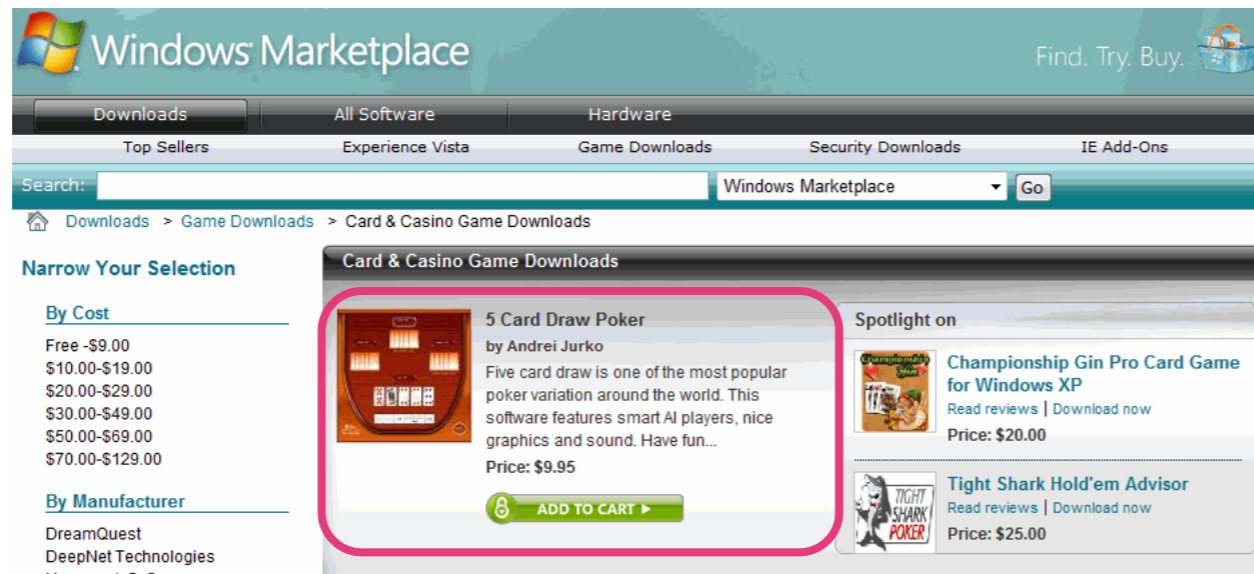 Windows Marketplace
Find. Try. Buy.
Downloads All Software Hardware
Top Sellers Experience Vista Game Downloads Security Downloads IE Add-Ons
Search: Windows Marketplace Go
Downloads > Game Downloads > Card & Casino Game Downloads
Narrow Your Selection
By Cost
Free -$9.00
$10.00-$19.00
$20.00-$29.00
$30.00-$49.00
$50.00-$69.00
$70.00-$129.00
By Manufacturer
DreamQuest
DeepNet Technologies
Card & Casino Game Downloads
5 Card Draw Poker
by Andrei Jurko
Five card draw is one of the most popular
poker variation around the world. This
software features smart AI players, nice
graphics and sound. Have fun...
Price: $9.95
ADD TO CART
Spotlight on
Championship Gin Pro Card Game
for Windows XP
Read reviews | Download now
Price: $20.00
TIGHT
SHARK
POKER
Tight Shark Hold'em Advisor
Read reviews | Download now
Price: $25.00